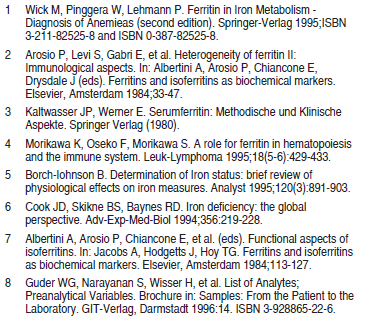 1 Wick M, Pinggera W, Lehmann P. Ferritin in Iron Metabolism -
Diagnosis of Anemieas (second edition). Springer-Verlag 1995;ISBN
3-211-82525-8 and ISBN 0-387-82525-8.
2 Arosio P, Levi S, Gabri E, et al. Heterogeneity of ferritin II:
Immunological aspects. In: Albertini A, Arosio P, Chiancone E,
Drysdale J (eds). Ferritins and isoferritins as biochemical markers.
Elsevier, Amsterdam 1984;33-47.
3 Kaltwasser JP, Werner E. Serumferritin: Methodische und Klinische
Aspekte. Springer Verlag (1980).
4 Morikawa K, Oseko F, Morikawa S. A role for ferritin in hematopoiesis
and the immune system. Leuk-Lymphoma 1995;18(5-6):429-433.
5 Borch-Iohnson B. Determination of Iron status: brief review of
physiological effects on iron measures. Analyst 1995;120(3):891-903.
6 Cook JD, Skikne BS, Baynes RD. Iron deficiency: the global
perspective. Adv-Exp-Med-Biol 1994;356:219-228.
7 Albertini A, Arosio P, Chiancone E, et al. (eds). Functional aspects of
isoferritins. In: Jacobs A, Hodgetts J, Hoy TG. Ferritins and isoferritins
as biochemical markers. Elsevier, Amsterdam 1984;113-127.
8 Guder WG, Narayanan S, Wisser H, et al. List of Analytes;
Preanalytical Variables. Brochure in: Samples: From the Patient to the
Laboratory. GIT-Verlag, Darmstadt 1996:14. ISBN 3-928865-22-6.